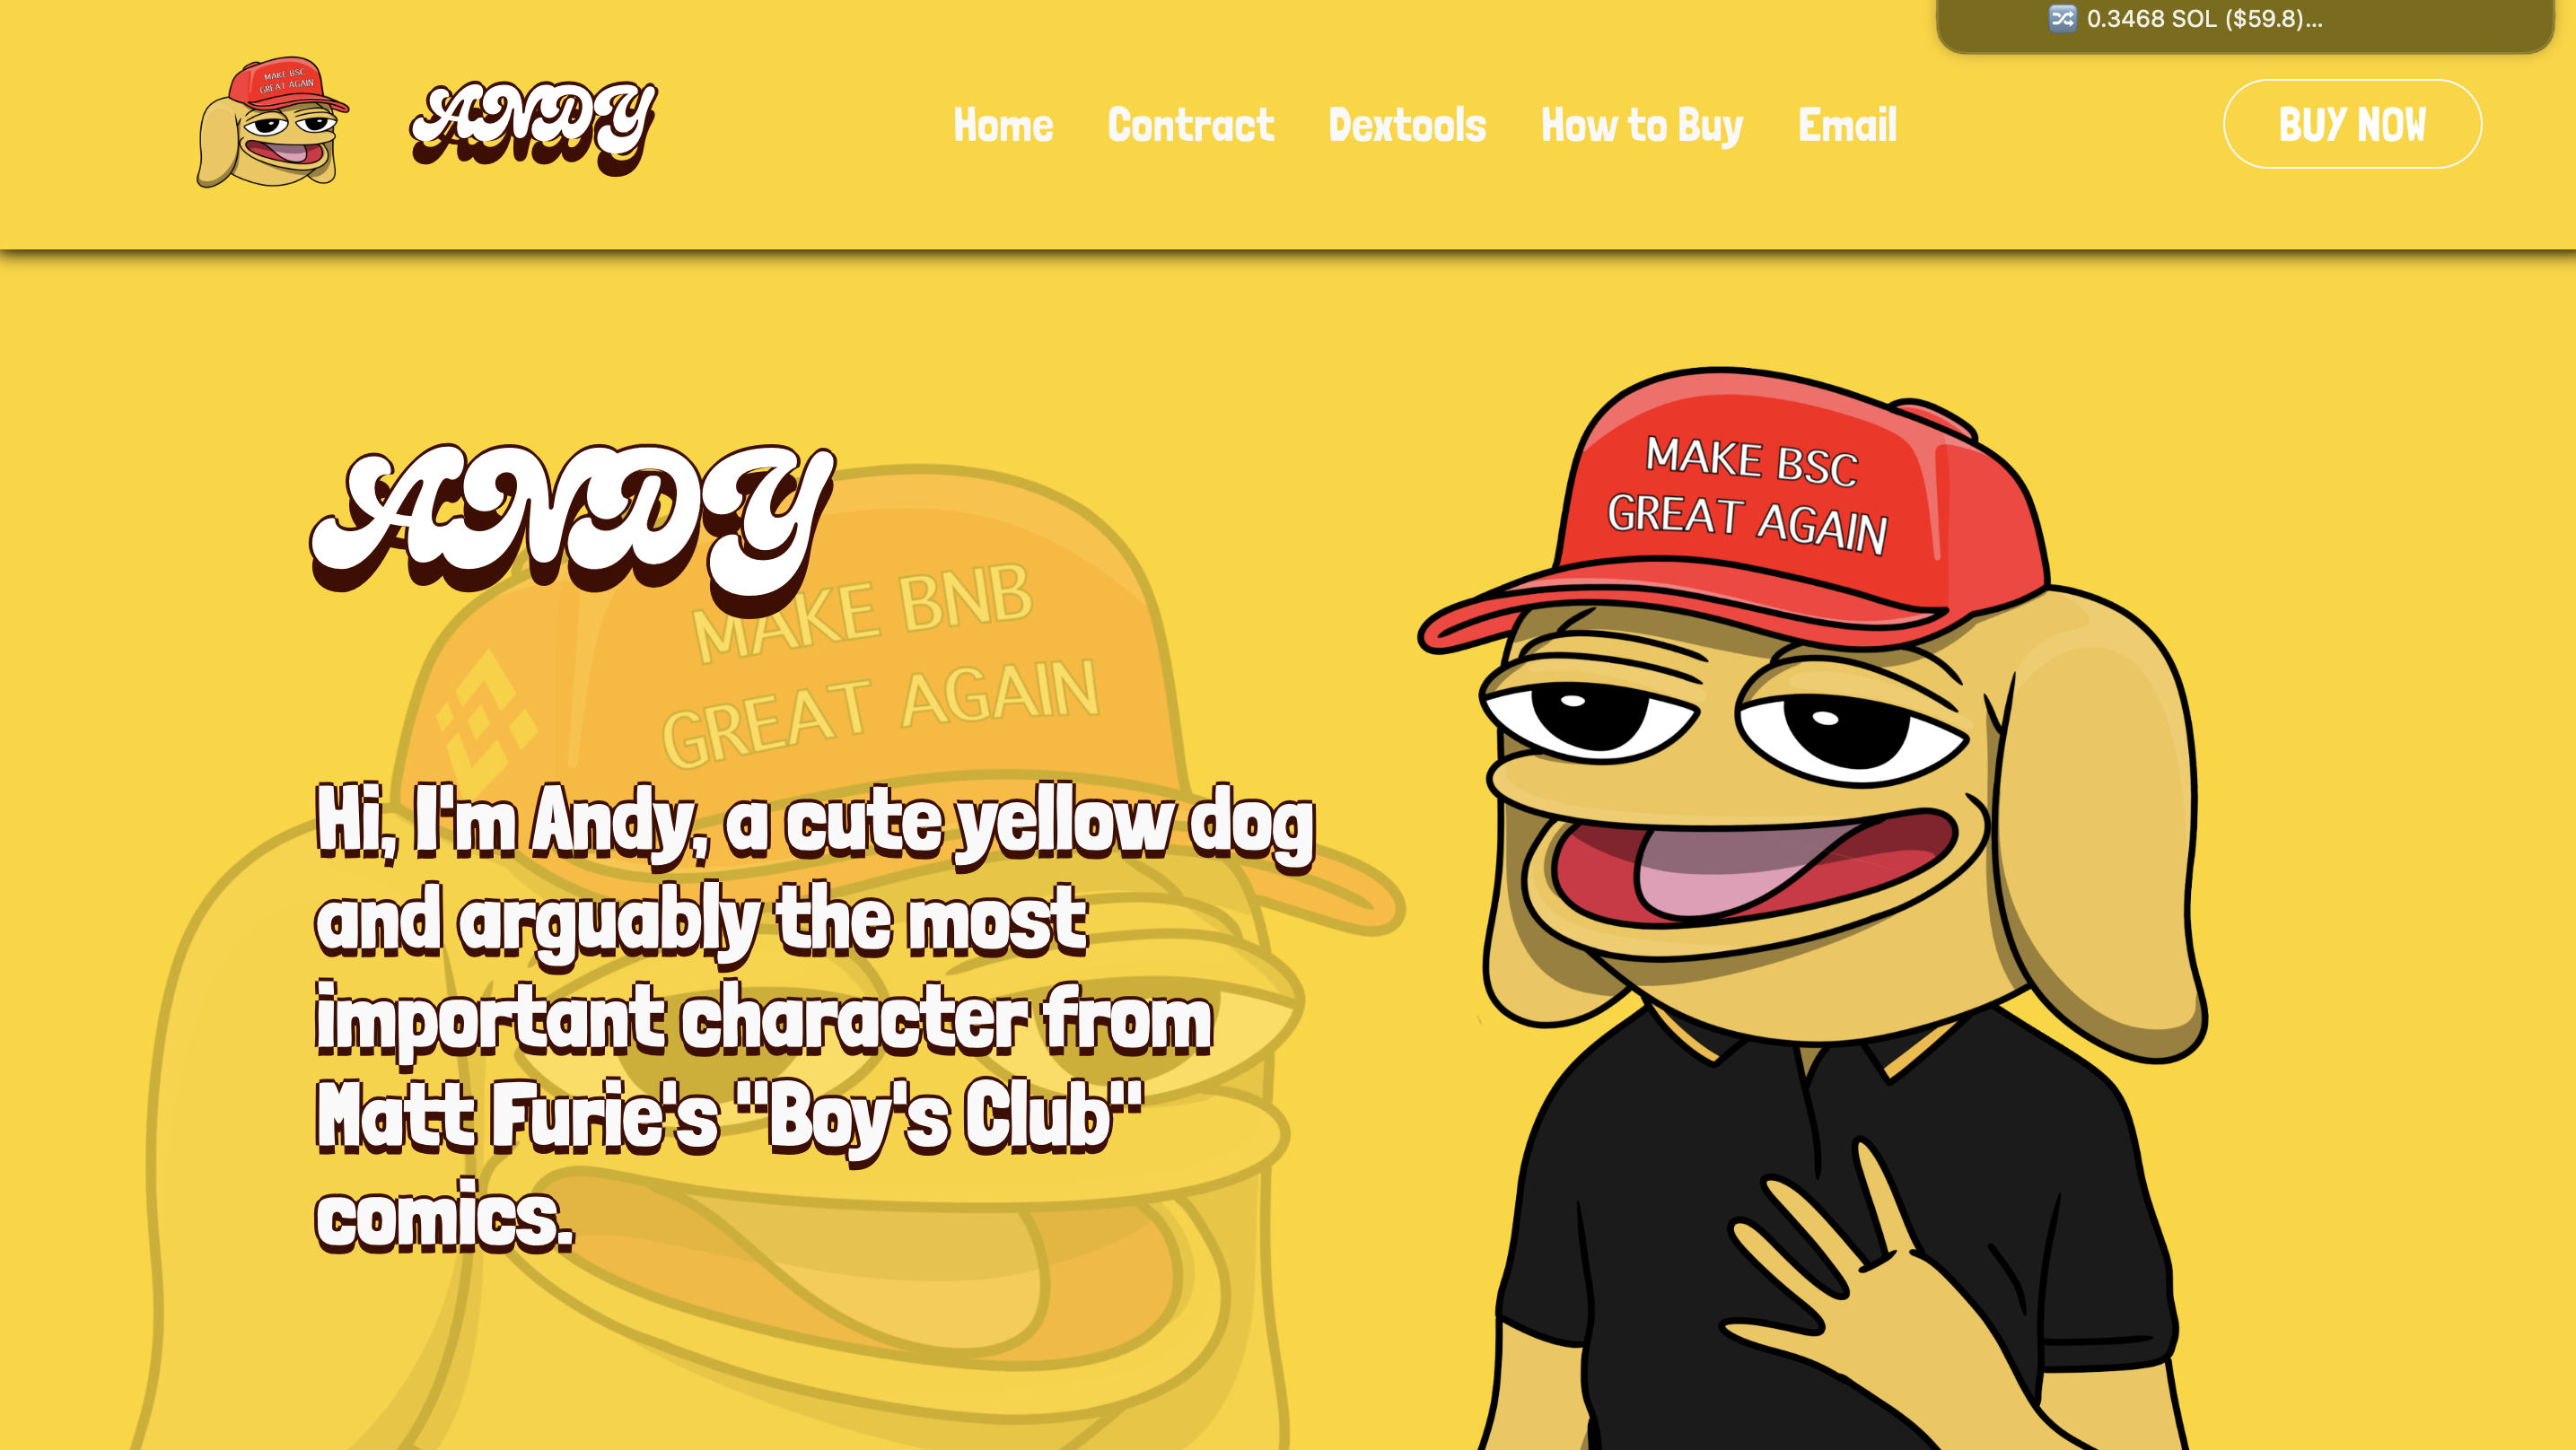 🔀 0.3468 SOL ($59.8)...
MAKE BSC
GREAT AGAIN
ANDY
Home Contract Dextools How to Buy Email
BUY NOW
ANDY
MAKE BNB
GREAT AGAIN
Hi, I'm Andy, a cute yellow dog
and arguably the most
important character from
Matt Furie's "Boy's Club"
comics.
MAKE BSC
GREAT AGAIN